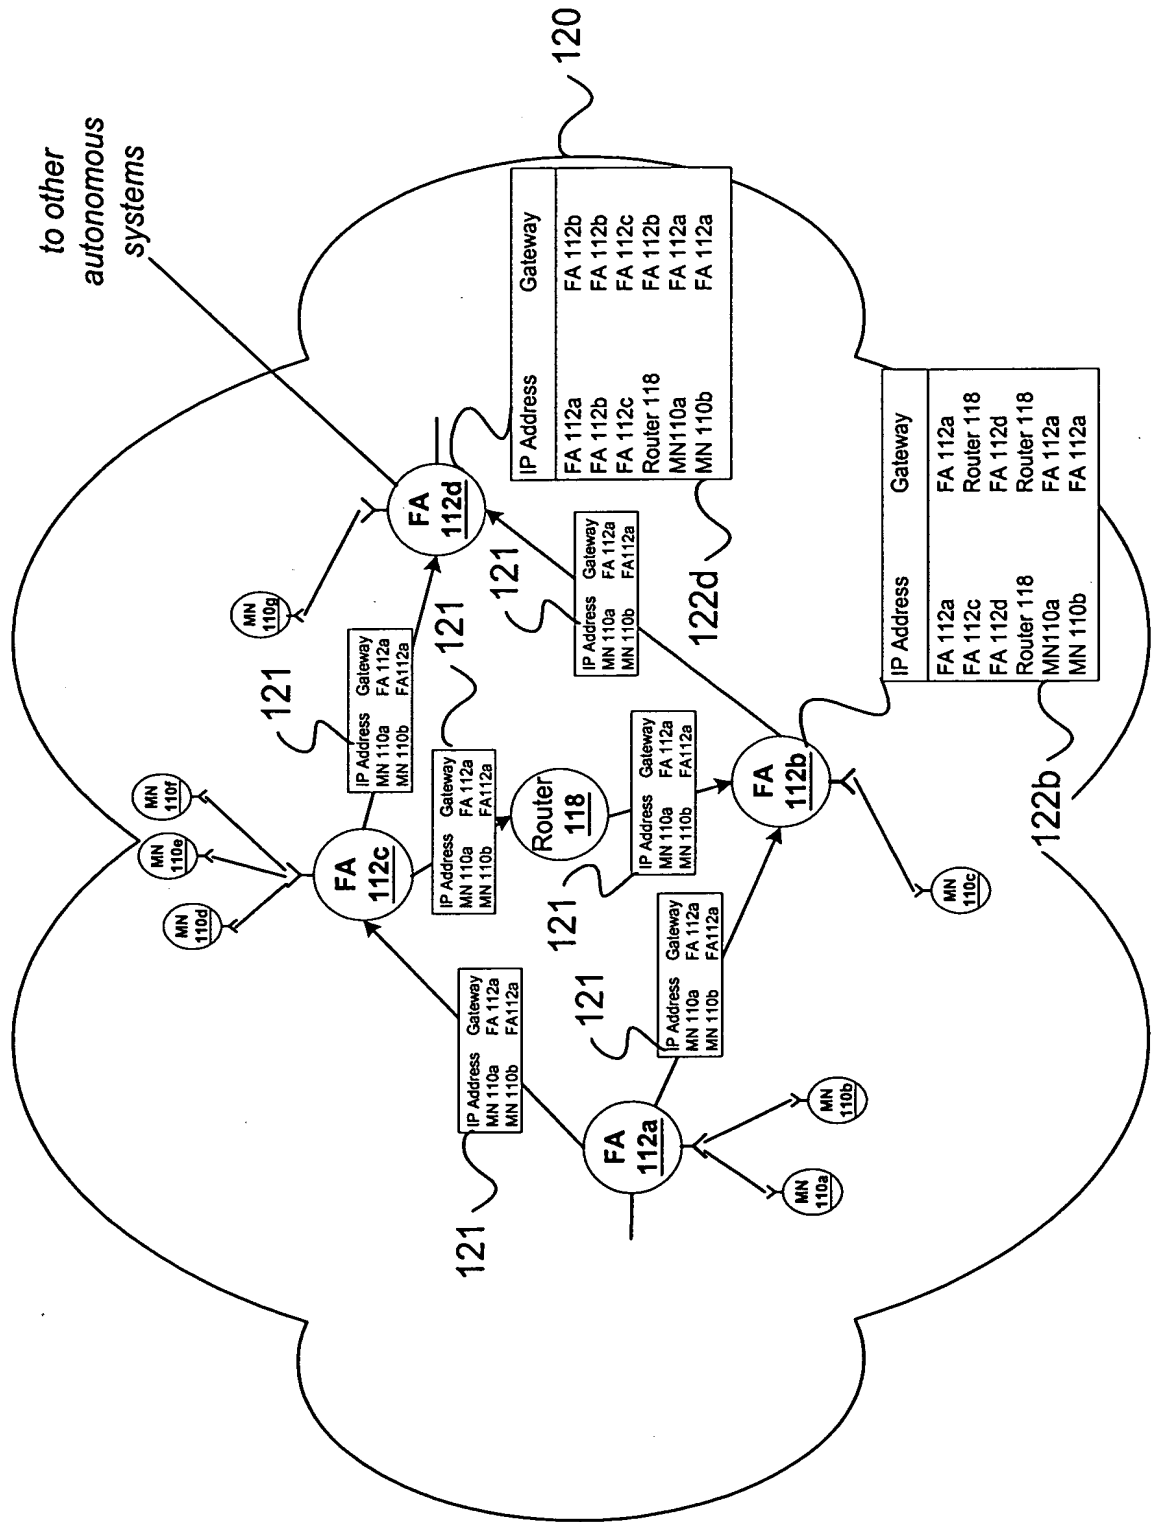 to other
autonomous
systems
120
MN
110g
FA
112d
IP Address Gateway
FA 112a FA 112b
FA 112b FA 112b
FA 112c FA 112c
Router 118 FA 112b
MN110a FA 112a
MN 110b FA 112a
122d
121
IP Address Gateway
MN 110a FA 112a
MN 110b FA112a
121
IP Address Gateway
MN 110a FA 112a
MN 110b FA112a
121
IP Address Gateway
MN 110a FA 112a
MN 110b FA112a
MN
110f
MN
110e
MN
110d
FA
112c
Router
118
121
IP Address Gateway
MN 110a FA 112a
MN 110b FA112a
FA
112b
IP Address Gateway
FA 112a FA 112a
FA 112c Router 118
FA 112d FA 112d
Router 118 Router 118
MN110a FA 112a
MN 110b FA 112a
122b
MN
110c
121
IP Address Gateway
MN 110a FA 112a
MN 110b FA112a
121
IP Address Gateway
MN 110a FA 112a
MN 110b FA112a
FA
112a
MN
110b
MN
110a